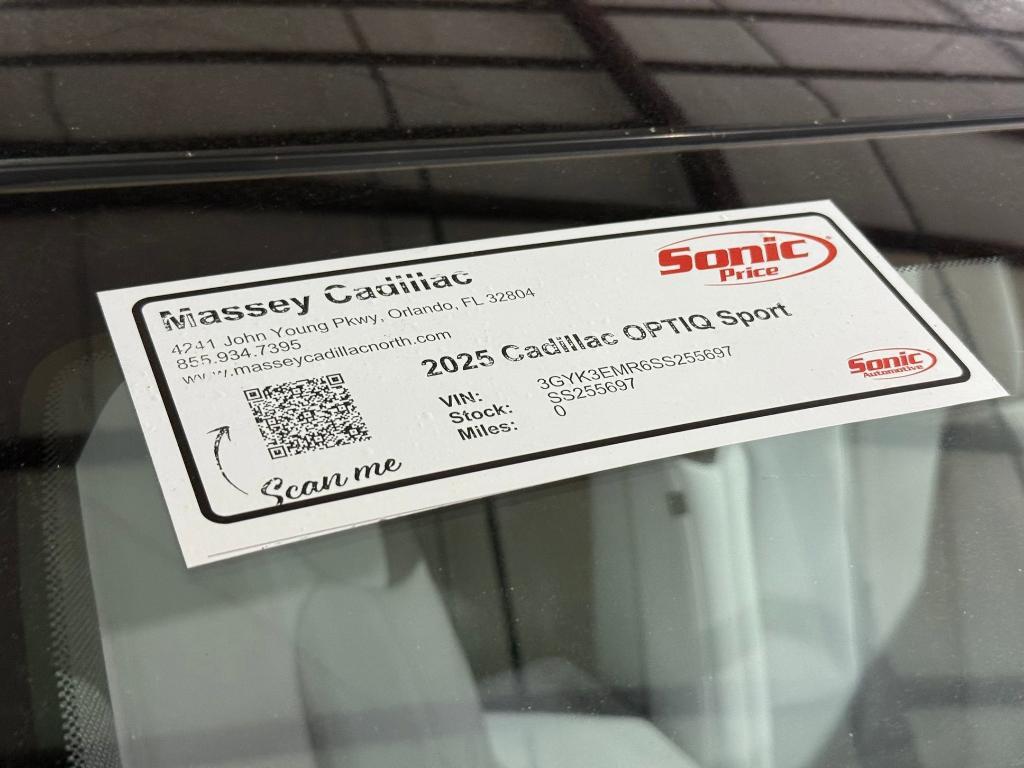 Massey Cadillac
4241 John Young Pkwy, Orlando, FL 32804
855.934.7395
www.masseycadillacnorth.com
Sonic
Price
2025 Cadillac OPTIQ Sport
VIN: 3GYK3EMR6SS255697
Stock: SS255697
Miles: 0
Scan me
Sonic
Automotive